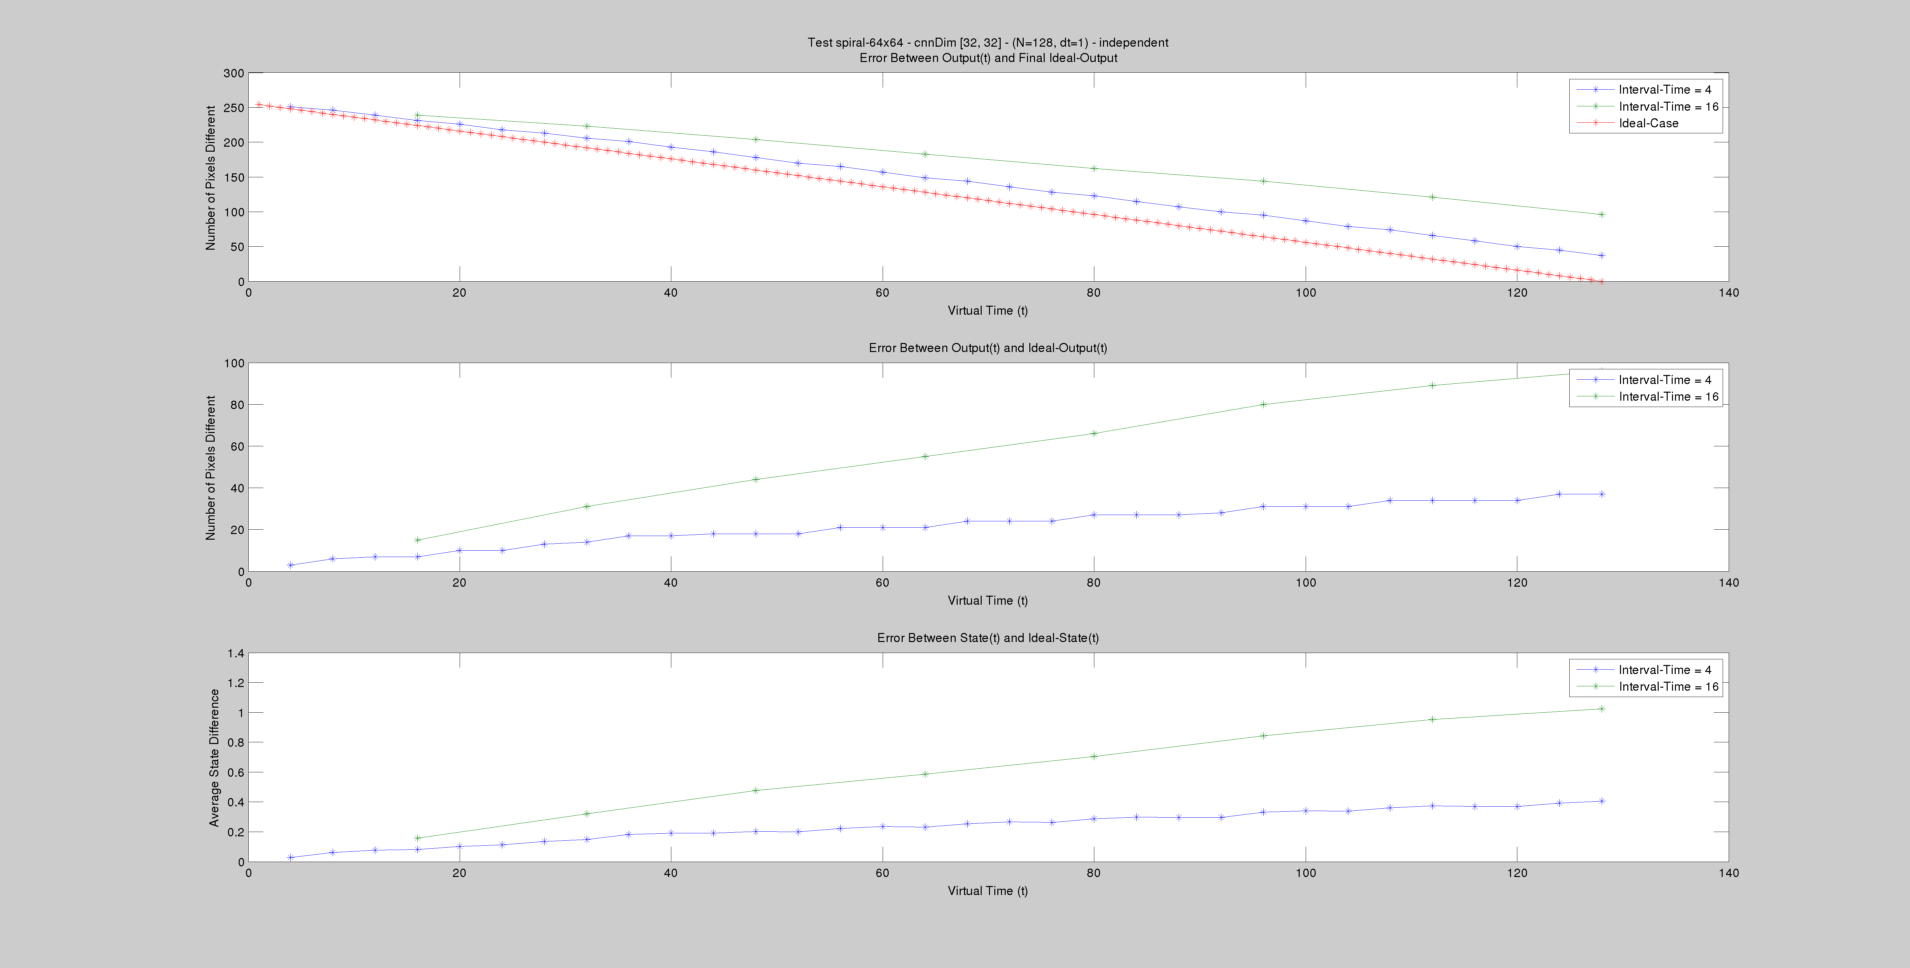 Test spiral-64x64 - cnnDim [32, 32] - (N=128, dt=1) - independent
Error Between Output(t) and Final Ideal-Output
Number of Pixels Different
300
250
200
150
100
50
0
0 20 40 60 80 100 120 140
Virtual Time (t)
Interval-Time = 4
Interval-Time = 16
Ideal-Case
Error Between Output(t) and Ideal-Output(t)
Number of Pixels Different
100
80
60
40
20
0
0 20 40 60 80 100 120 140
Virtual Time (t)
Interval-Time = 4
Interval-Time = 16
Error Between State(t) and Ideal-State(t)
Average State Difference
1.4
1.2
1
0.8
0.6
0.4
0.2
0
0 20 40 60 80 100 120 140
Virtual Time (t)
Interval-Time = 4
Interval-Time = 16